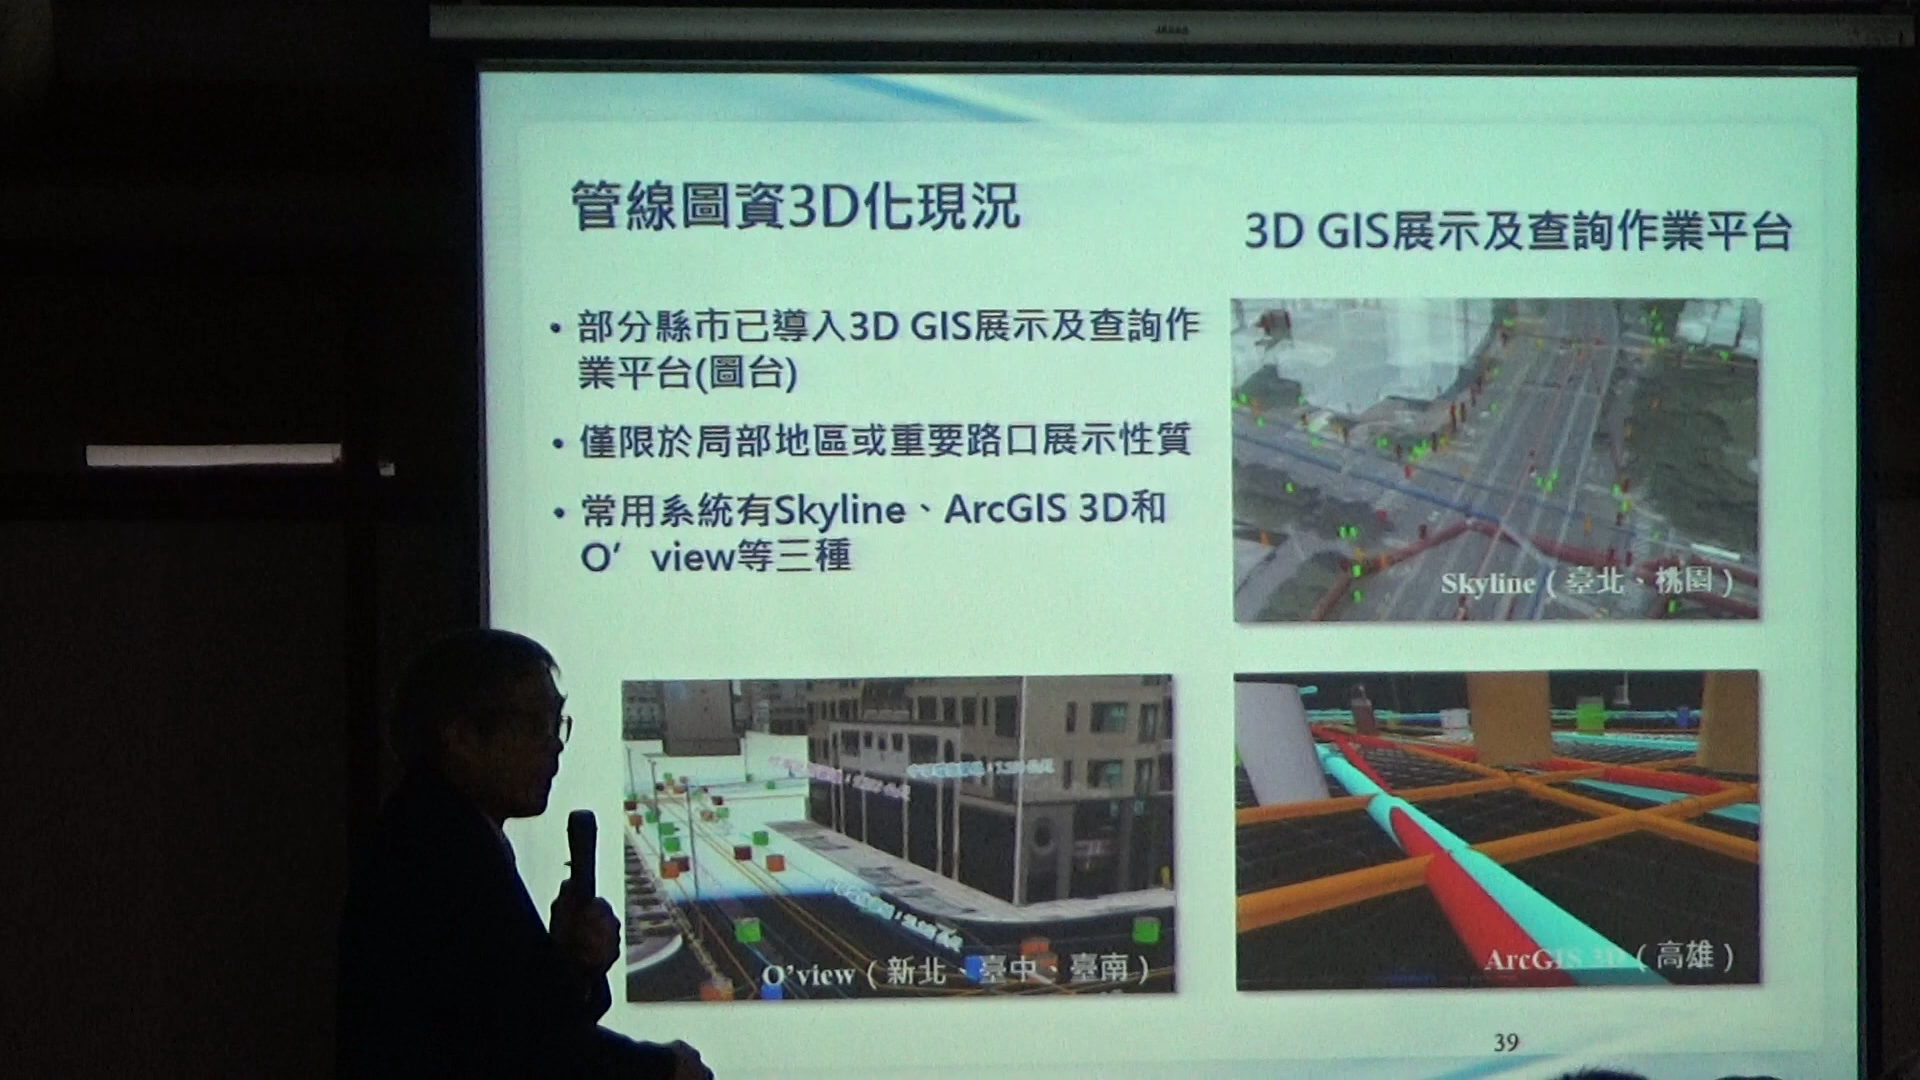 管線圖資3D化現況
3D GIS展示及查詢作業平台
• 部分縣市已導入3D GIS展示及查詢作
業平台(圖台)
• 僅限於局部地區或重要路口展示性質
• 常用系統有Skyline、ArcGIS 3D和
O’ view等三種
Skyline（臺北、桃園）
O’view（新北、臺中、臺南）
ArcGIS 3D（高雄）
39